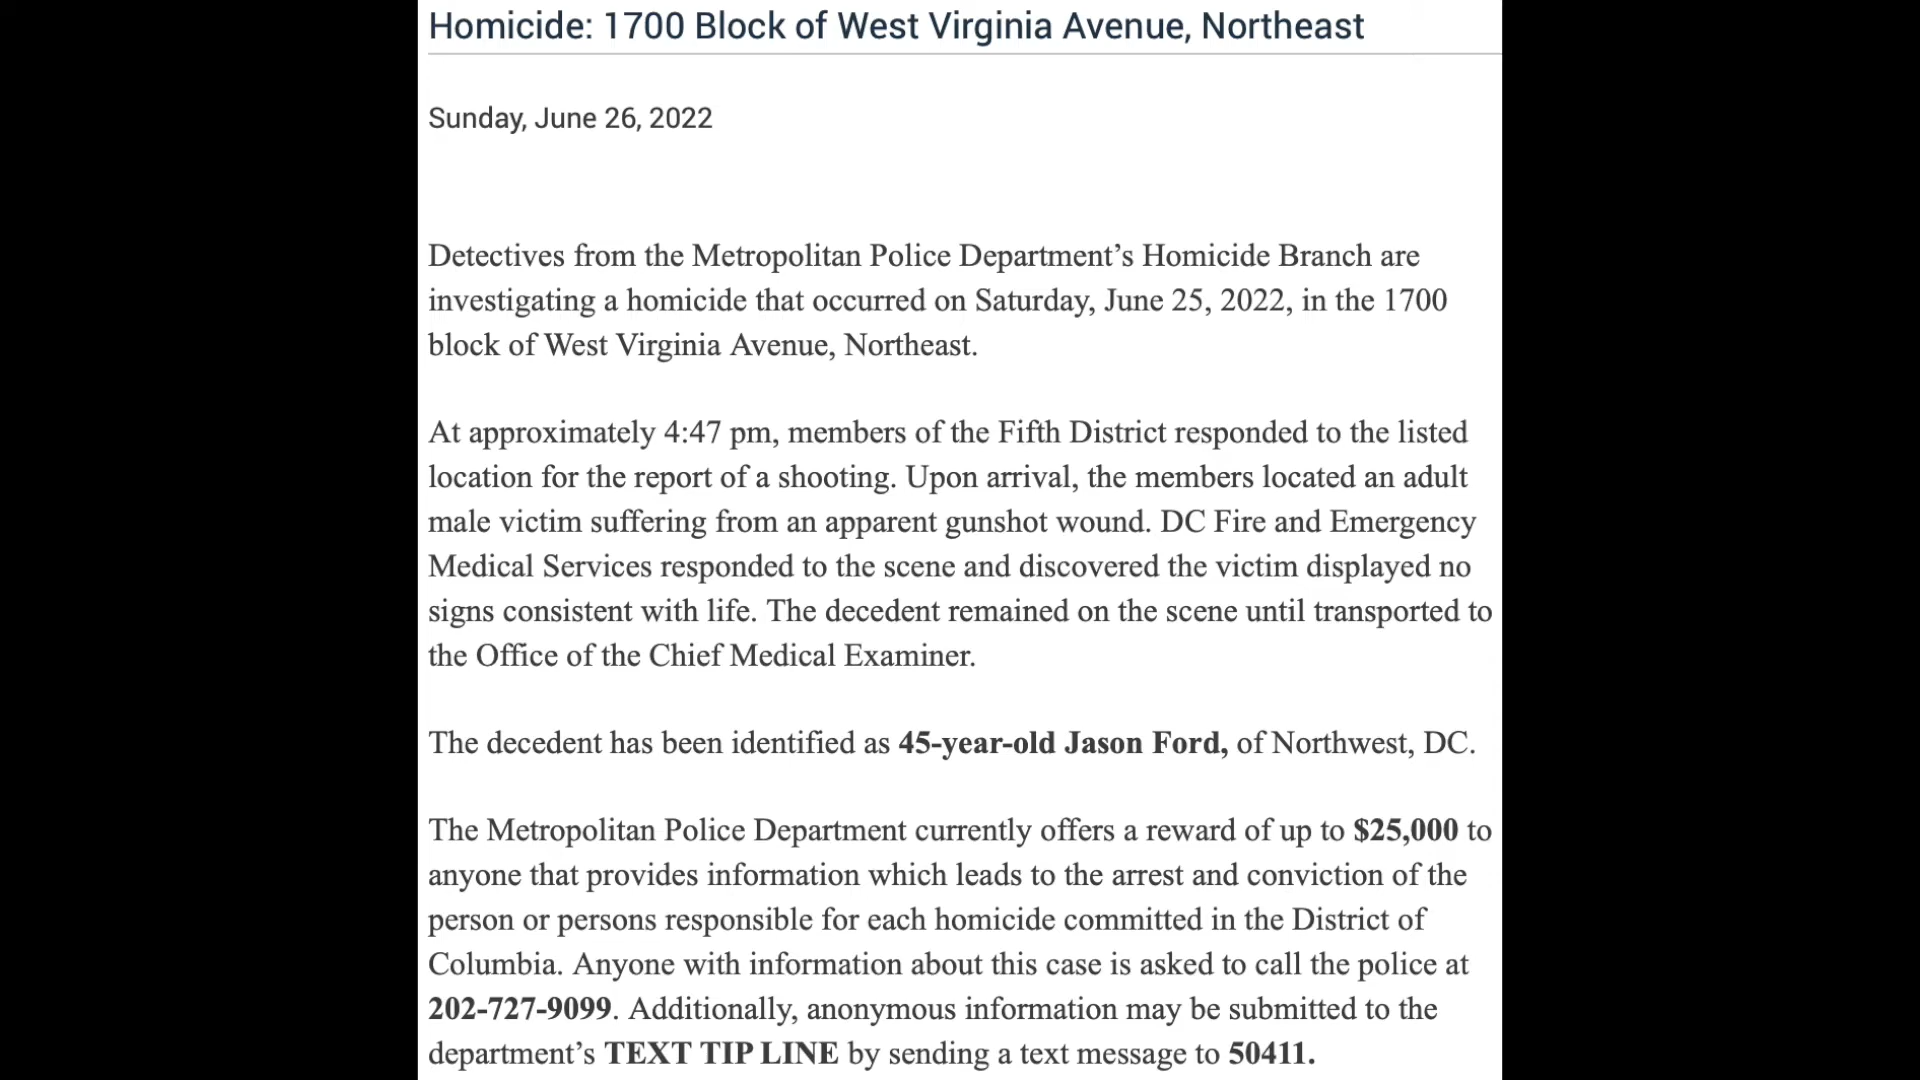 Homicide: 1700 Block of West Virginia Avenue, Northeast
Sunday, June 26, 2022
Detectives from the Metropolitan Police Department’s Homicide Branch are
investigating a homicide that occurred on Saturday, June 25, 2022, in the 1700
block of West Virginia Avenue, Northeast.
At approximately 4:47 pm, members of the Fifth District responded to the listed
location for the report of a shooting. Upon arrival, the members located an adult
male victim suffering from an apparent gunshot wound. DC Fire and Emergency
Medical Services responded to the scene and discovered the victim displayed no
signs consistent with life. The decedent remained on the scene until transported to
the Office of the Chief Medical Examiner.
The decedent has been identified as 45-year-old Jason Ford, of Northwest, DC.
The Metropolitan Police Department currently offers a reward of up to $25,000 to
anyone that provides information which leads to the arrest and conviction of the
person or persons responsible for each homicide committed in the District of
Columbia. Anyone with information about this case is asked to call the police at
202-727-9099. Additionally, anonymous information may be submitted to the
department’s TEXT TIP LINE by sending a text message to 50411.